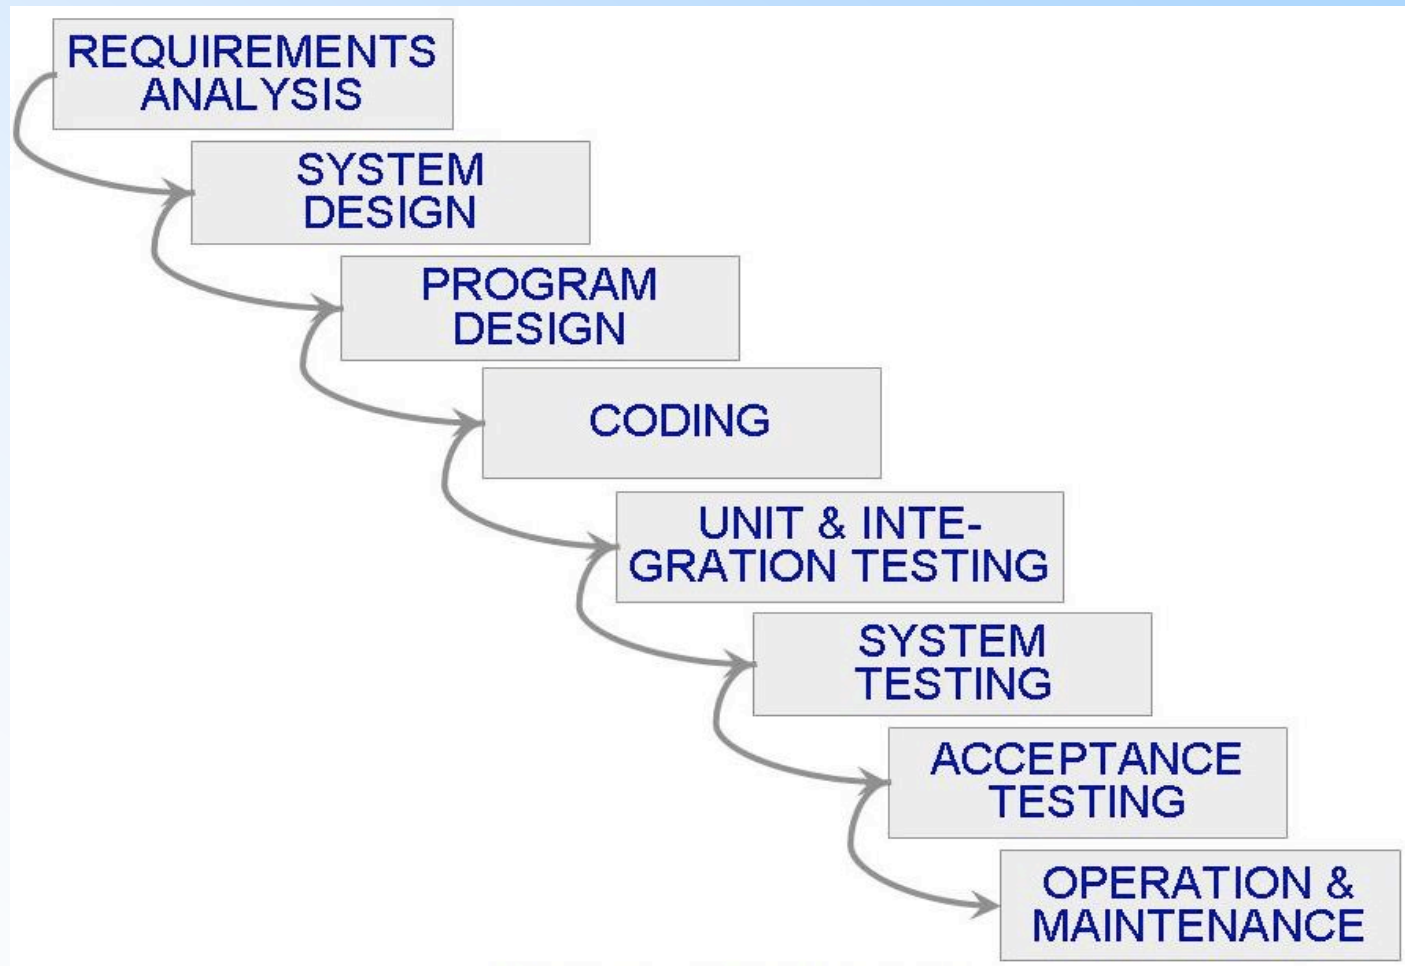 REQUIREMENTS
ANALYSIS
SYSTEM
DESIGN
PROGRAM
DESIGN
CODING
UNIT & INTE-
GRATION TESTING
SYSTEM
TESTING
ACCEPTANCE
TESTING
OPERATION &
MAINTENANCE